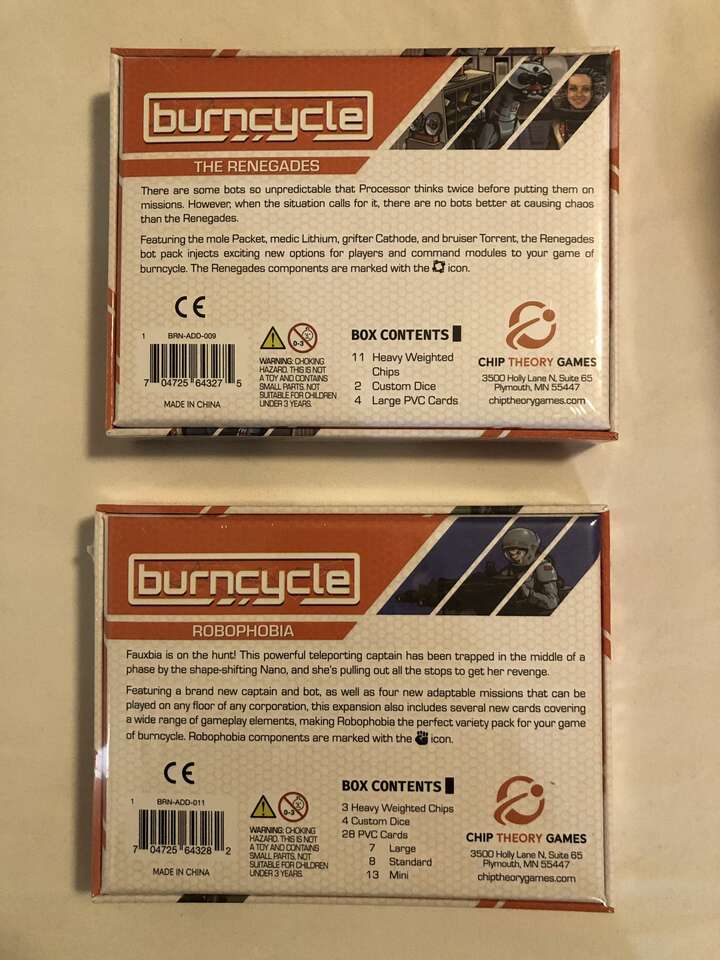 burncycle
THE RENEGADES
There are some bots so unpredictable that Processor thinks twice before putting them on
missions. However, when the situation calls for it, there are no bots better at causing chaos
than the Renegades.
Featuring the mole Packet, medic Lithium, grifter Cathode, and bruiser Torrent, the Renegades
bot pack injects exciting new options for players and command modules to your game of
burncycle. The Renegades components are marked with the icon.
CE
1 BRN-ADD-009
7 04725 64327 5
MADE IN CHINA
0-3
WARNING: CHOKING
HAZARD. THIS IS NOT
A TOY AND CONTAINS
SMALL PARTS. NOT
SUITABLE FOR CHILDREN
UNDER 3 YEARS.
BOX CONTENTS
11 Heavy Weighted
Chips
2 Custom Dice
4 Large PVC Cards
CHIP THEORY GAMES
3500 Holly Lane N, Suite 65
Plymouth, MN 55447
chiptheorygames.com
burncycle
ROBOPHOBIA
Fauxbia is on the hunt! This powerful teleporting captain has been trapped in the middle of a
phase by the shape-shifting Nano, and she's pulling out all the stops to get her revenge.
Featuring a brand new captain and bot, as well as four new adaptable missions that can be
played on any floor of any corporation, this expansion also includes several new cards covering
a wide range of gameplay elements, making Robophobia the perfect variety pack for your game
of burncycle. Robophobia components are marked with the icon.
CE
1 BRN-ADD-011
7 04725 64328 2
MADE IN CHINA
0-3
WARNING: CHOKING
HAZARD. THIS IS NOT
A TOY AND CONTAINS
SMALL PARTS. NOT
SUITABLE FOR CHILDREN
UNDER 3 YEARS.
BOX CONTENTS
3 Heavy Weighted Chips
4 Custom Dice
28 PVC Cards
7 Large
8 Standard
13 Mini
CHIP THEORY GAMES
3500 Holly Lane N, Suite 65
Plymouth, MN 55447
chiptheorygames.com